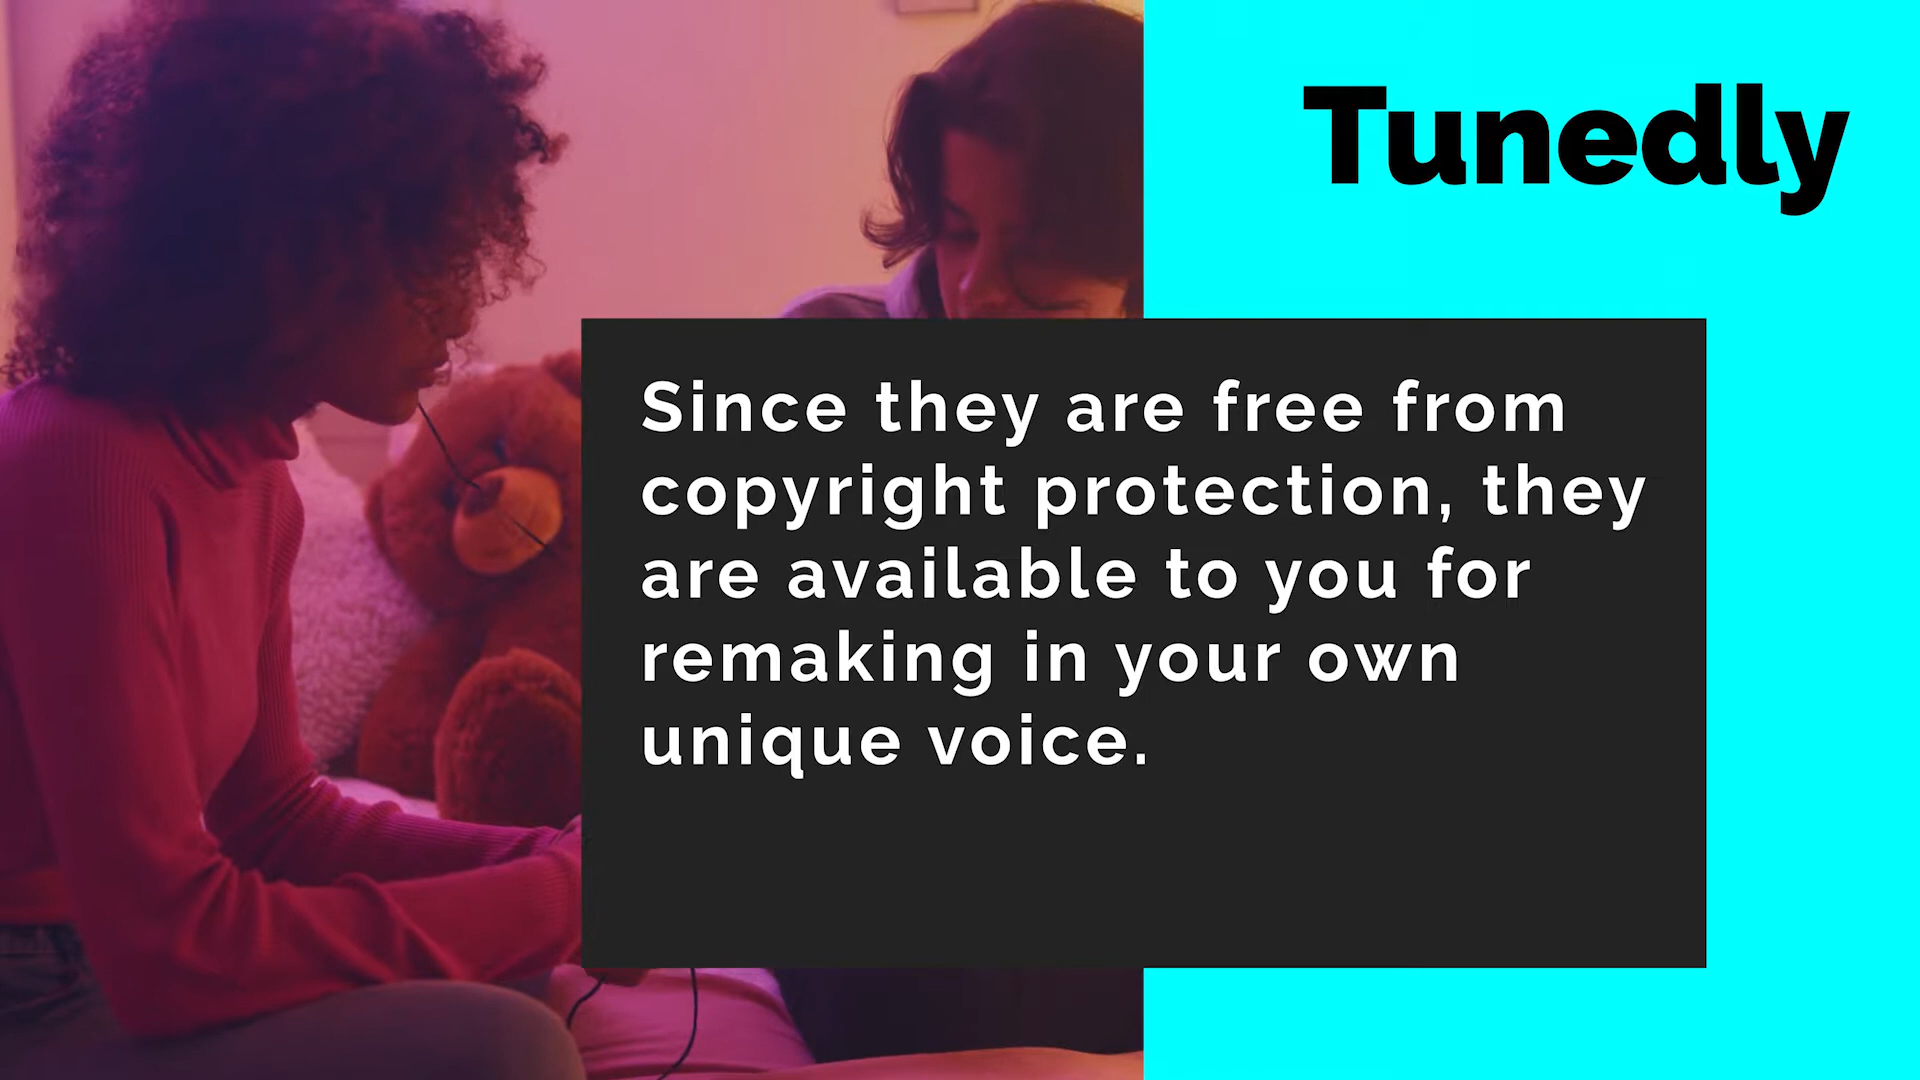 Tunedly
Since they are free from
copyright protection, they
are available to you for
remaking in your own
unique voice.